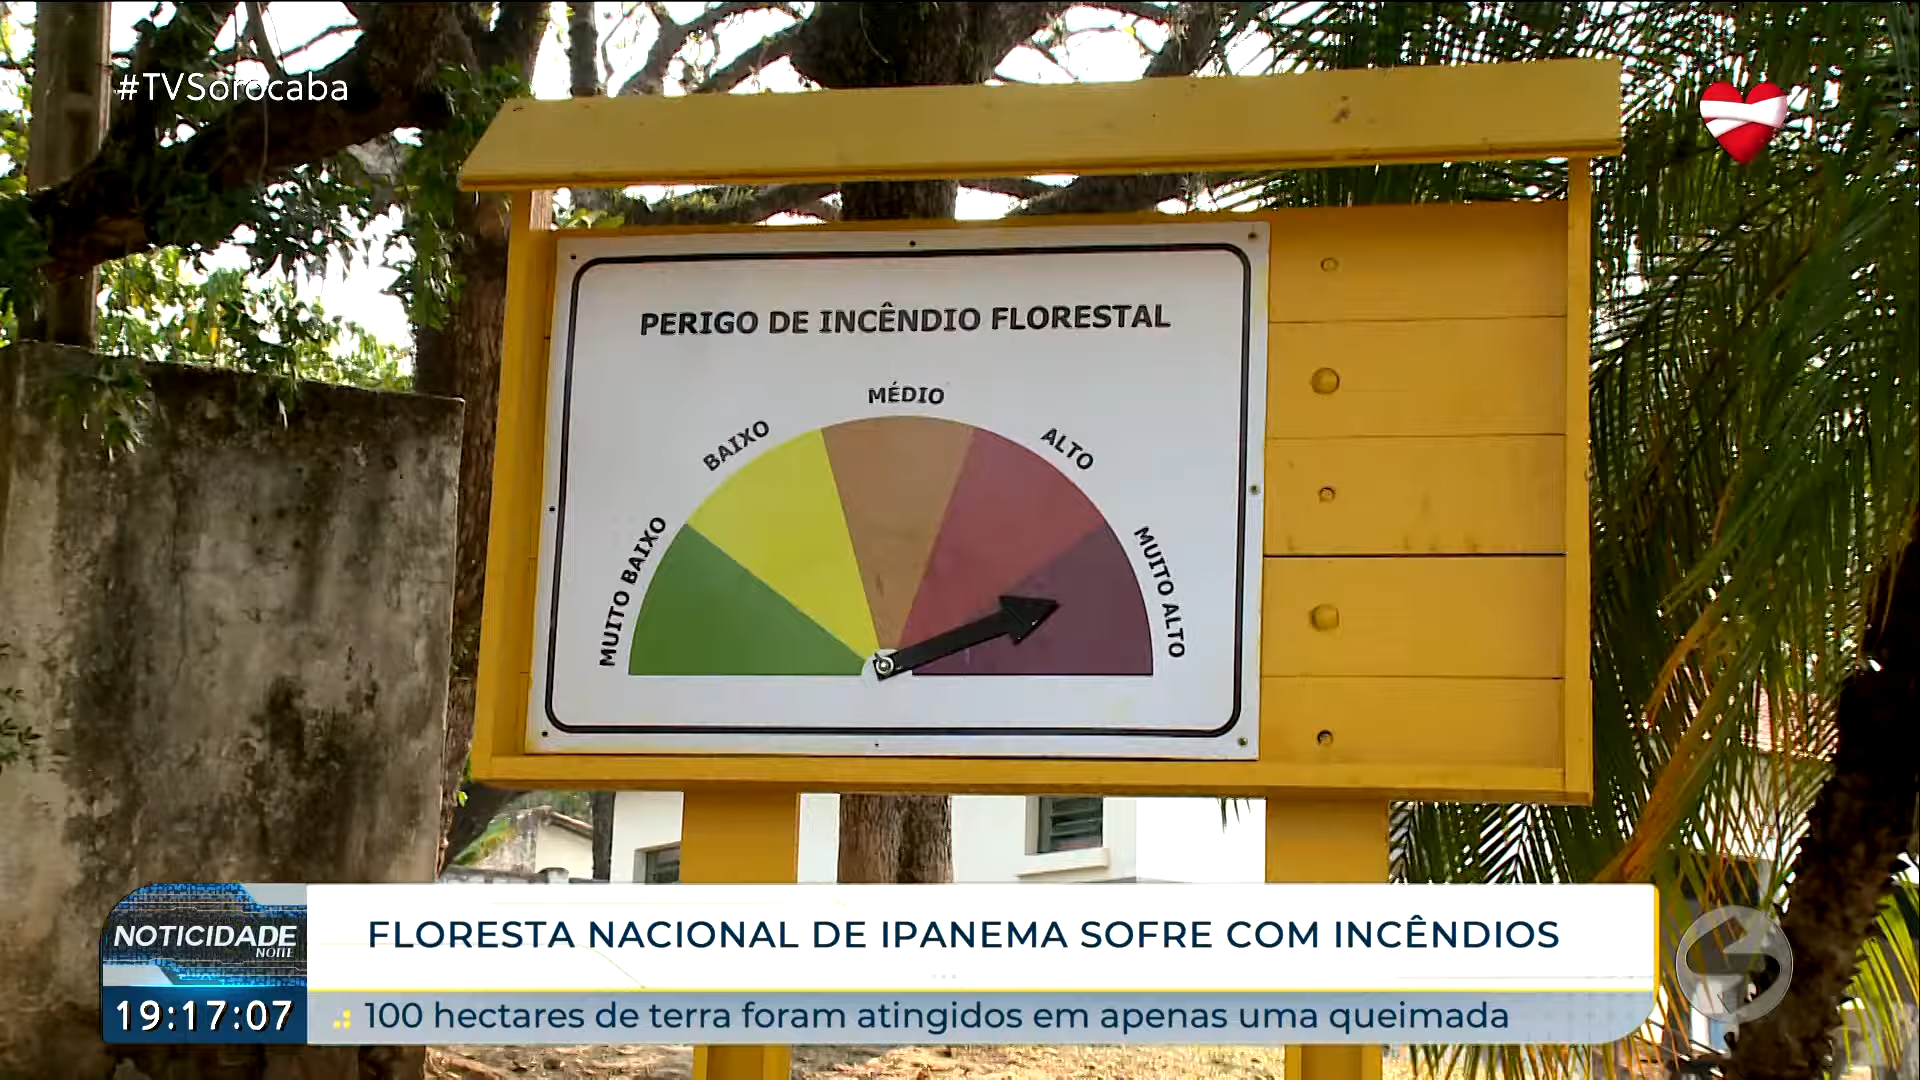 #TVSorocaba
PERIGO DE INCÊNDIO FLORESTAL
MUITO BAIXO
BAIXO
MÉDIO
ALTO
MUITO ALTO
NOTICIDADE
NOITE
FLORESTA NACIONAL DE IPANEMA SOFRE COM INCÊNDIOS
19:17:07
100 hectares de terra foram atingidos em apenas uma queimada